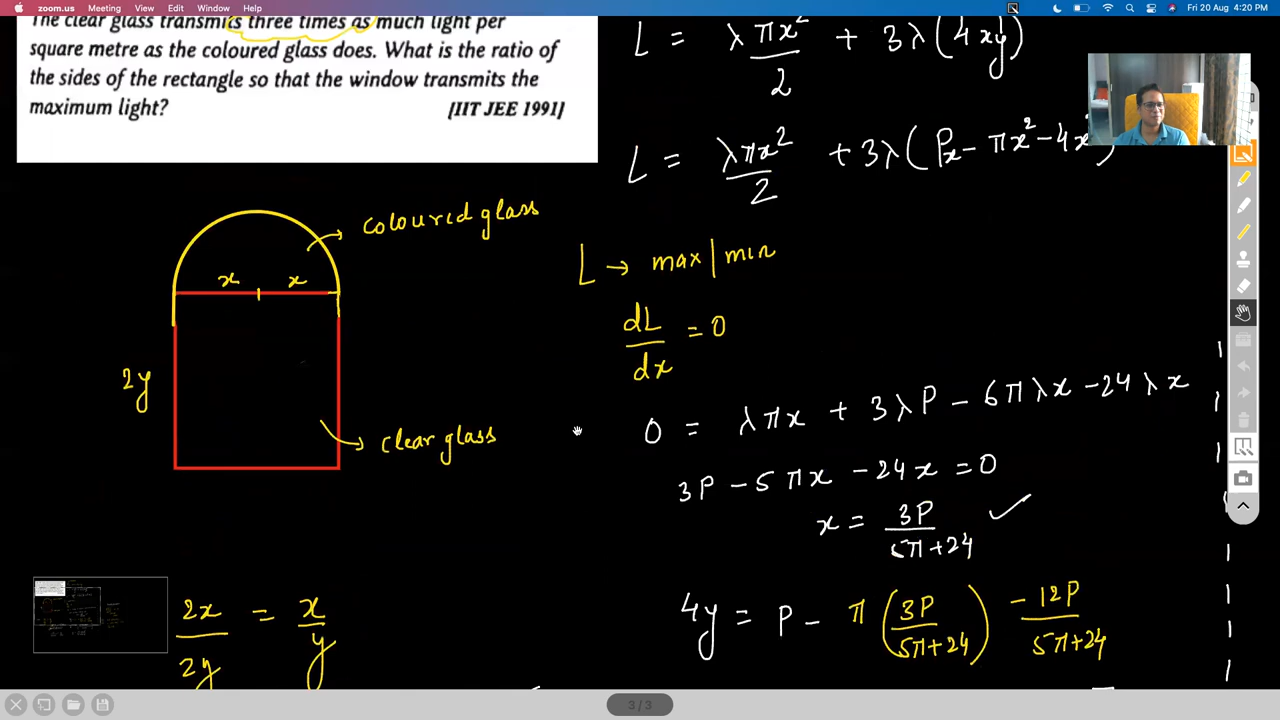 zoom.us Meeting View Edit Window Help
Fri 20 Aug 4:20 PM
The clear glass transmits three times as much light per
square metre as the coloured glass does. What is the ratio of
the sides of the rectangle so that the window transmits the
maximum light? [IIT JEE 1991]
L = λπx²/2 + 3λ(4xy)
L = λπx²/2 + 3λ(Px - πx² - 4x²)
coloured glass
x x
2y
clear glass
L → max | min
dL/dx = 0
0 = λπx + 3λP - 6πλx - 24λx
3P - 5πx - 24x = 0
x = 3P/5π+24 ✓
4y = P - π(3P/5π+24) - 12P/5π+24
2x/2y = x/y
3 / 3